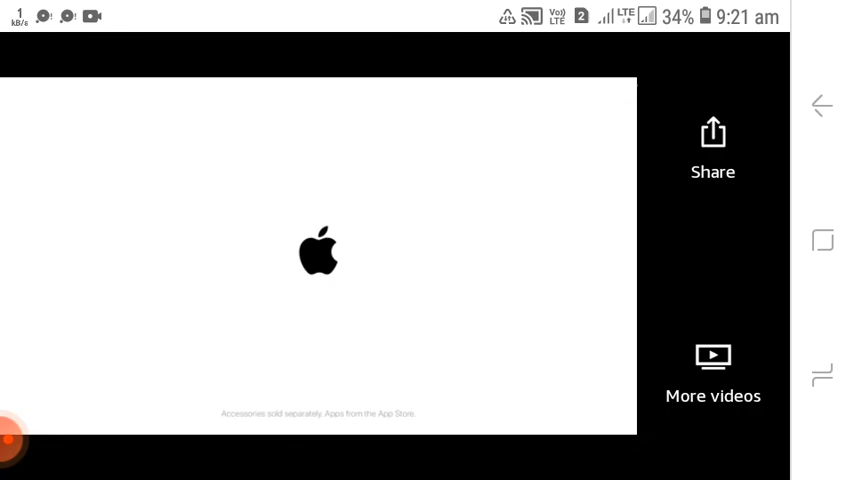 1
kB/s
Vo))
LTE
2
LTE
34%
9:21 am
Share
More videos
Accessories sold separately. Apps from the App Store.